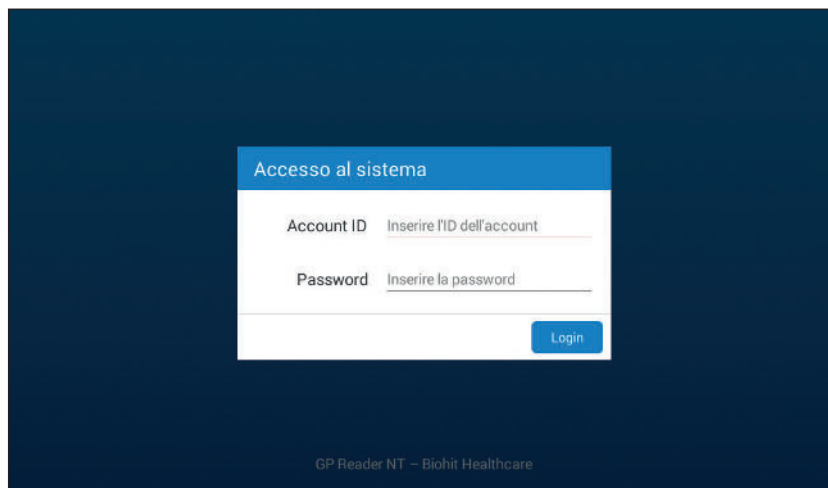 Accesso al sistema
Account ID Inserire l'ID dell'account
Password Inserire la password
Login
GP Reader NT – Biohit Healthcare